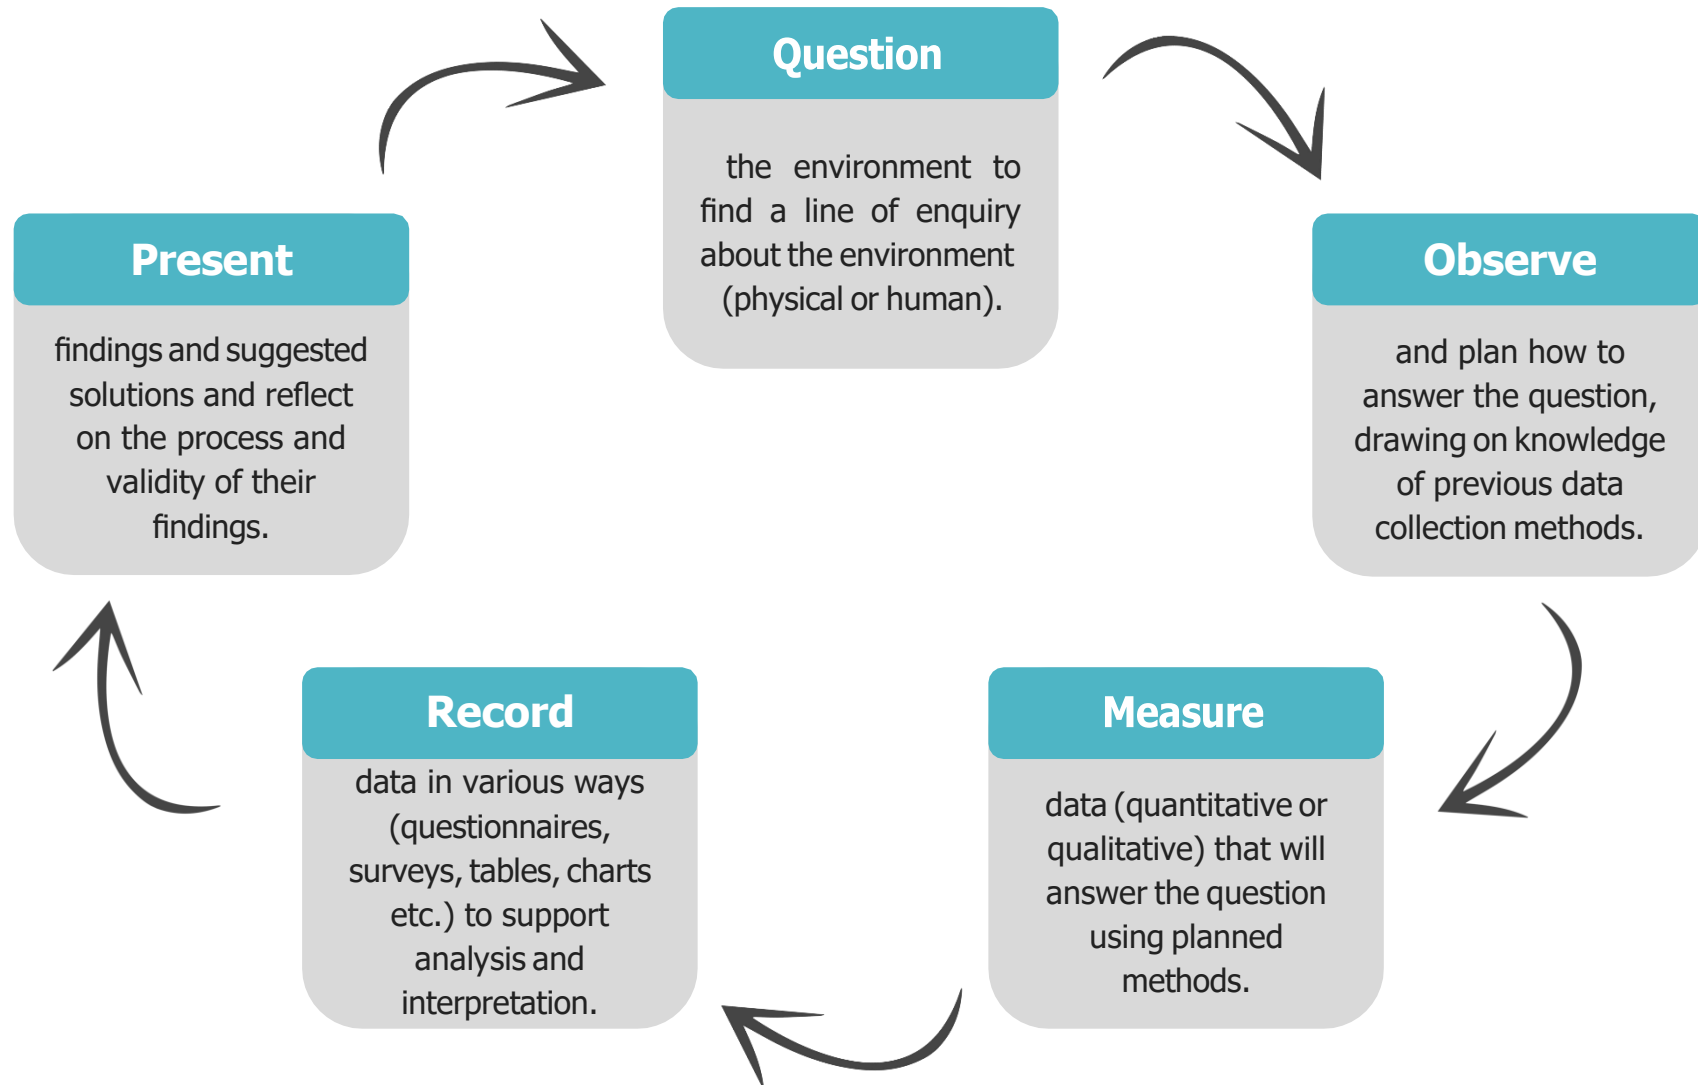 Question
the environment to
find a line of enquiry
about the environment
(physical or human).
Observe
and plan how to
answer the question,
drawing on knowledge
of previous data
collection methods.
Measure
data (quantitative or
qualitative) that will
answer the question
using planned
methods.
Record
data in various ways
(questionnaires,
surveys, tables, charts
etc.) to support
analysis and
interpretation.
Present
findings and suggested
solutions and reflect
on the process and
validity of their
findings.